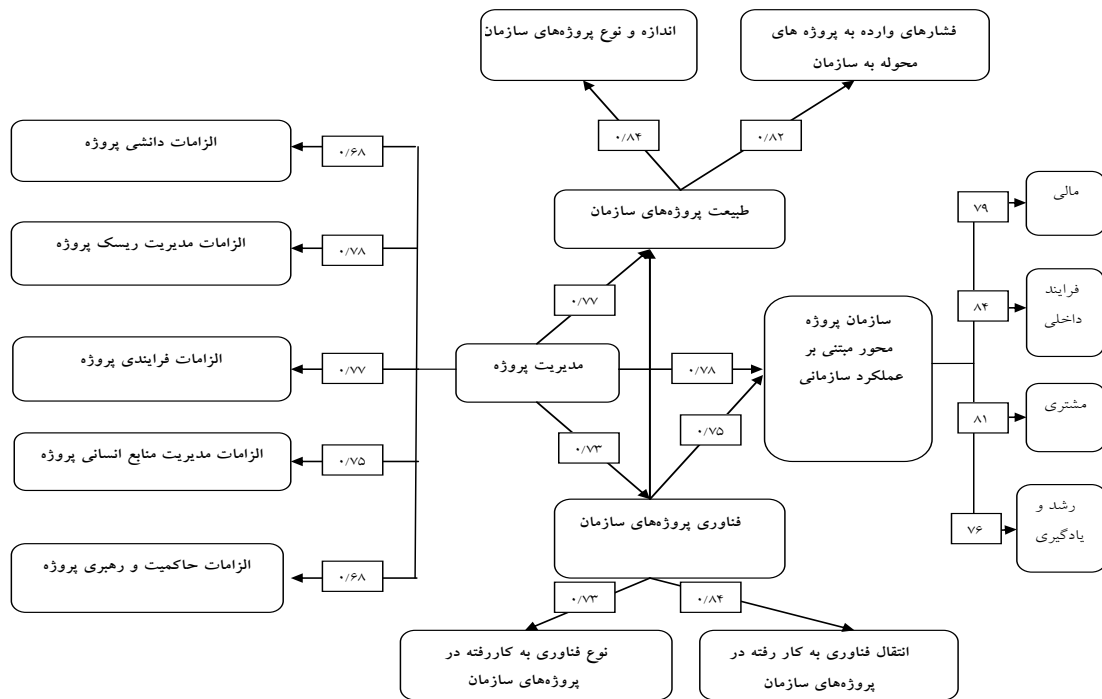 فشارهای وارده به پروژه های
محوله به سازمان
اندازه و نوع پروژه‌های سازمان
۰/۸۲
۰/۸۴
الزامات دانشی پروژه
۰/۶۸
طبیعت پروژه‌های سازمان
مالی
۷۹
الزامات مدیریت ریسک پروژه
۰/۷۸
۰/۷۷
فرایند
داخلی
۸۴
سازمان پروژه
محور مبتنی بر
عملکرد سازمانی
الزامات فرایندی پروژه
۰/۷۷
مدیریت پروژه
۰/۷۸
مشتری
۸۱
۰/۷۵
۰/۷۳
الزامات مدیریت منابع انسانی پروژه
۰/۷۵
رشد و
یادگیری
۷۶
فناوری پروژه‌های سازمان
الزامات حاکمیت و رهبری پروژه
۰/۶۸
۰/۸۴
۰/۷۳
انتقال فناوری به کار رفته در
پروژه‌های سازمان
نوع فناوری به کاررفته در
پروژه‌های سازمان